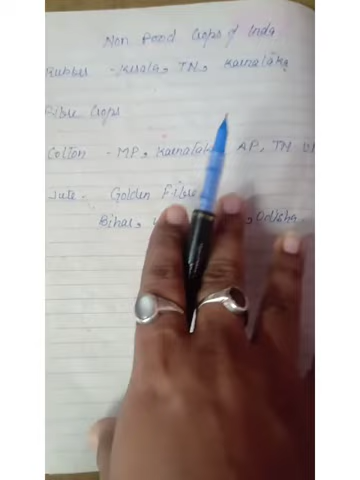 Non Food Crops of India
Rubber - Kerala, TN, Karnataka
Fibre Crops
Cotton - MP, Karnataka, AP, TN
Jute - Golden Fibre
Bihar, Odisha